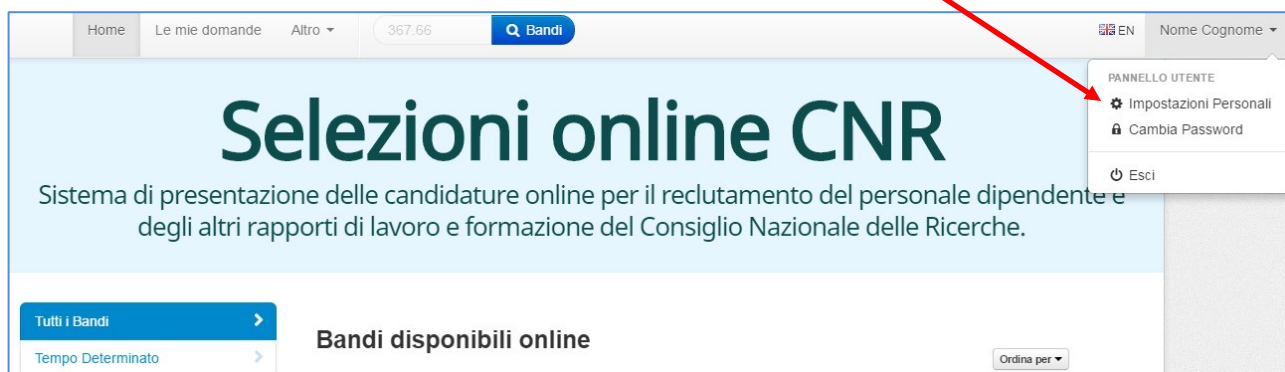 Home Le mie domande Altro 367.66 Bandi EN Nome Cognome
PANNELLO UTENTE
Impostazioni Personali
Cambia Password
Esci
Selezioni online CNR
Sistema di presentazione delle candidature online per il reclutamento del personale dipendente e
degli altri rapporti di lavoro e formazione del Consiglio Nazionale delle Ricerche.
Tutti i Bandi
Tempo Determinato
Bandi disponibili online
Ordina per